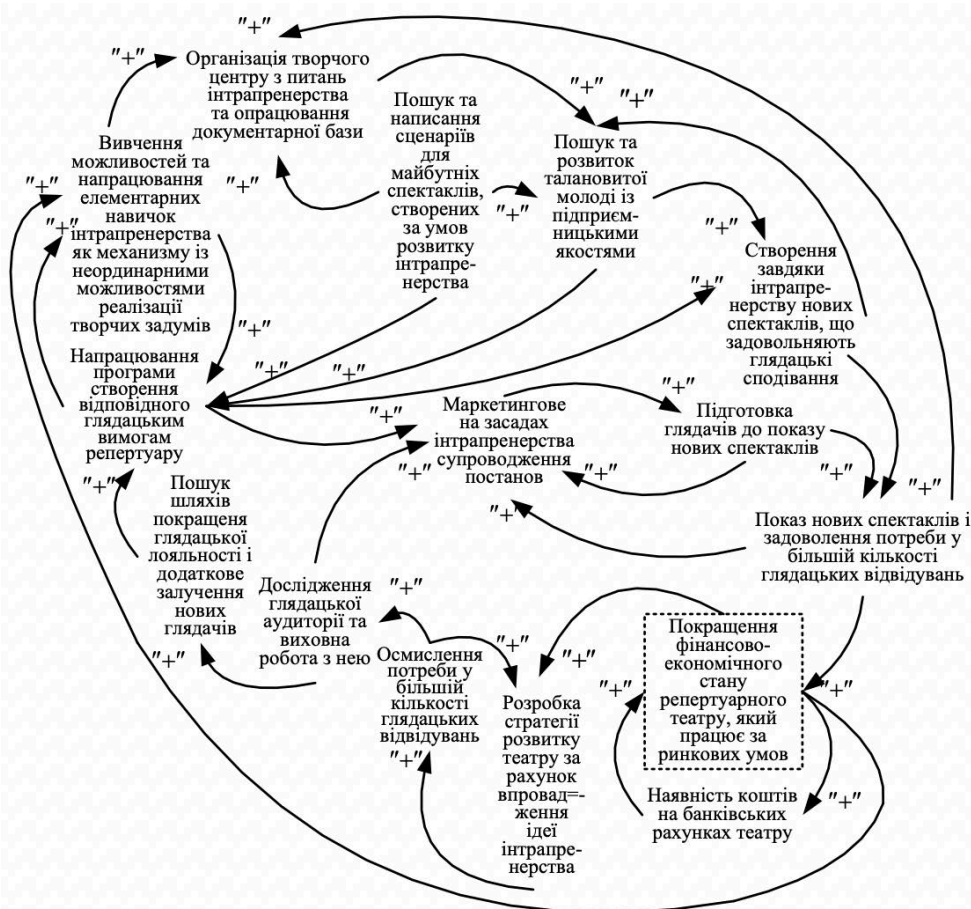 "+"
"+"
Організація творчого
центру з питань
інтрапренерства
та опрацювання
документарної бази
"+"
"+"
Вивчення
можливостей та
напрацювання
елементарних
навичок
інтрапренерства
як механізму із
неординарними
можливостями
реалізації
творчих задумів
"+"
"+"
"+"
Пошук та
написання
сценаріїв
для
майбутніх
спектаклів,
створених
за умов
розвитку
інтрапре-
нерства
"+"
Пошук та
розвиток
талановитої
молоді із
підприєм-
ницькими
якостями
"+"
"+"
Створення
завдяки
інтрапре-
нерству нових
спектаклів, що
задовольняють
глядацькі
сподівання
"+"
"+"
"+"
Напрацювання
програми
створення
відповідного
глядацьким
вимогам
репертуару
"+"
"+"
Маркетингове
на засадах
інтрапренерства
супроводження
постанов
"+"
"+"
"+"
Підготовка
глядачів до показу
нових спектаклів
"+"
"+"
"+"
Пошук
шляхів
покращеня
глядацької
лояльності і
додаткове
залучення
нових
глядачів
"+"
Показ нових спектаклів і
задоволення потреби у
більшій кількості
глядацьких відвідувань
Дослідження
глядацької
аудиторії та
виховна
робота з нею
"+"
Осмислення
потреби у
більшій
кількості
глядацьких
відвідувань
"+"
"+"
"+"
Розробка
стратегії
розвитку
театру за
рахунок
впровад=-
ження
ідеї
інтрапре-
нерства
Покращення
фінансово-
економічного
стану
репертуарного
театру, який
працює за
ринкових умов
"+"
"+"
Наявність коштів
на банківських
рахунках театру
"+"